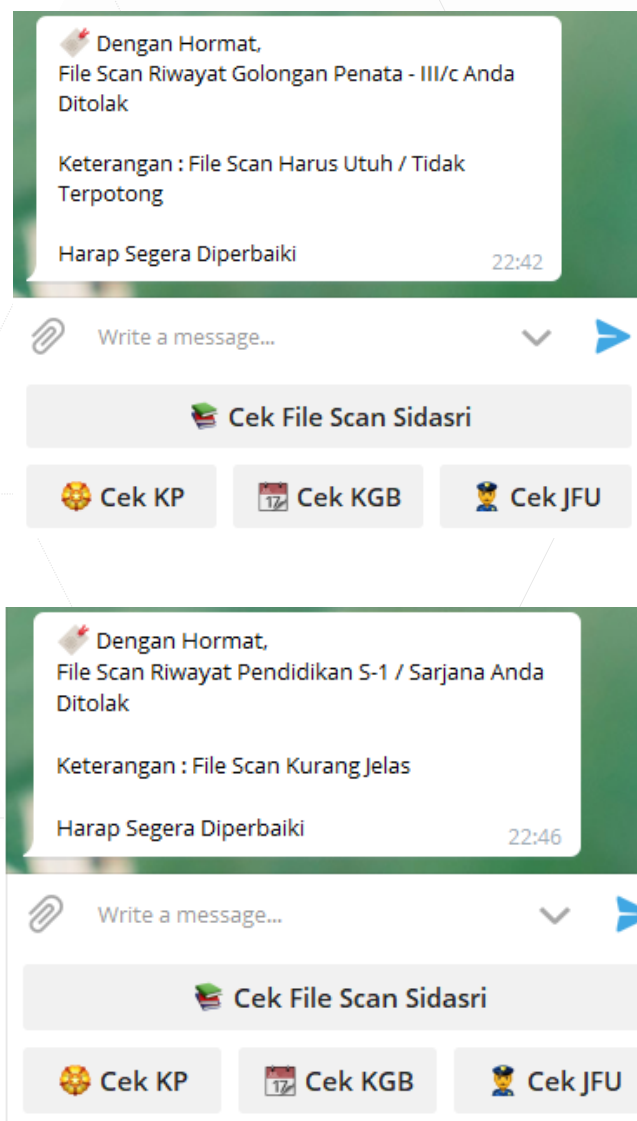 Dengan Hormat,
File Scan Riwayat Golongan Penata - III/c Anda
Ditolak
Keterangan : File Scan Harus Utuh / Tidak
Terpotong
Harap Segera Diperbaiki
22:42
Write a message...
Cek File Scan Sidasri
Cek KP Cek KGB Cek JFU
Dengan Hormat,
File Scan Riwayat Pendidikan S-1 / Sarjana Anda
Ditolak
Keterangan : File Scan Kurang Jelas
Harap Segera Diperbaiki
22:46
Write a message...
Cek File Scan Sidasri
Cek KP Cek KGB Cek JFU